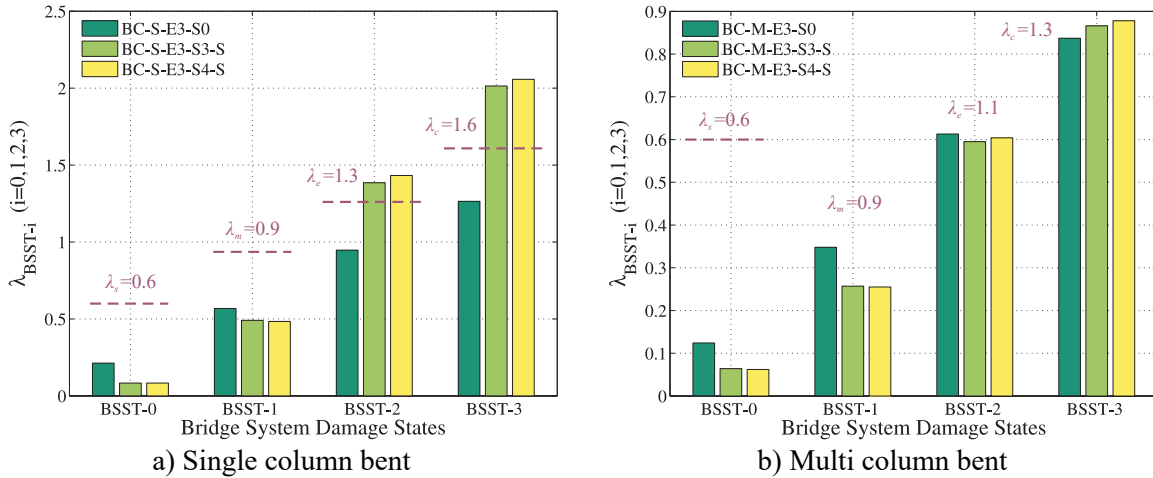 2.5
2
1.5
1
0.5
0
λBSST-i (i=0,1,2,3)
BC-S-E3-S0
BC-S-E3-S3-S
BC-S-E3-S4-S
λs=0.6
λm=0.9
λe=1.3
λc=1.6
BSST-0 BSST-1 BSST-2 BSST-3
Bridge System Damage States
a) Single column bent
0.9
0.8
0.6
0.6
0.5
0.3
0.3
0.2
0.1
0
λBSST-i (i=0,1,2,3)
BC-M-E3-S0
BC-M-E3-S3-S
BC-M-E3-S4-S
λs=0.6
λm=0.9
λe=1.1
λc=1.3
BSST-0 BSST-1 BSST-2 BSST-3
Bridge System Damage States
b) Multi column bent